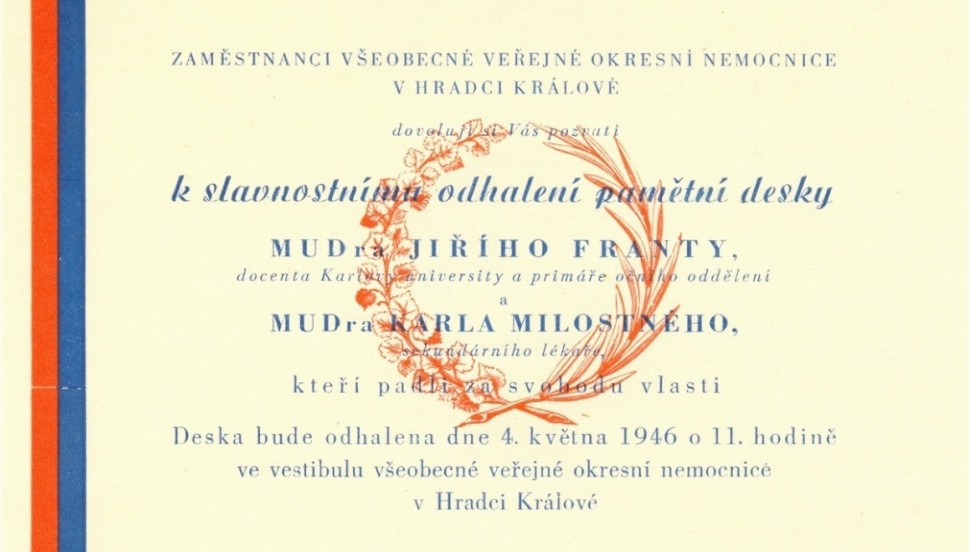 ZAMĚSTNANCI VŠEOBECNÉ VEŘEJNÉ OKRESNÍ NEMOCNICE
V HRADCI KRÁLOVÉ
dovolují si Vás pozvati
k slavnostnímu odhalení pamětní desky
MUDra JIŘÍHO FRANTY,
docenta Karlovy university a primáře očního oddělení
a
MUDra KARLA MILOSTNÉHO,
sekundárního lékaře,
kteří padli za svobodu vlasti
Deska bude odhalena dne 4. května 1946 o 11. hodině
ve vestibulu všeobecné veřejné okresní nemocnice
v Hradci Králové